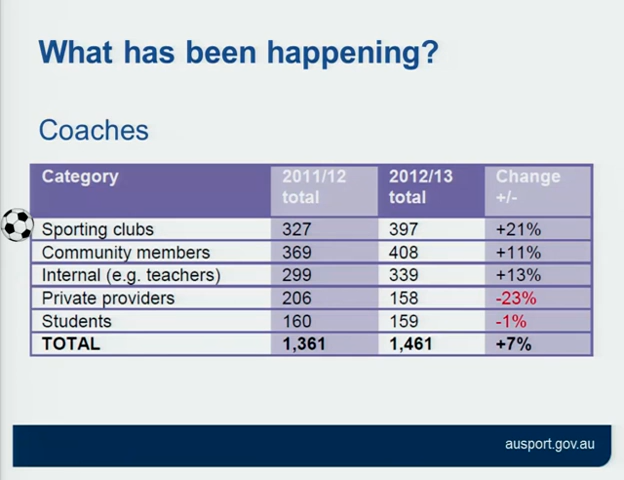 What has been happening?
Coaches
Category 2011/12 total 2012/13 total Change +/-
Sporting clubs 327 397 +21%
Community members 369 408 +11%
Internal (e.g. teachers) 299 339 +13%
Private providers 206 158 -23%
Students 160 159 -1%
TOTAL 1,361 1,461 +7%
ausport.gov.au